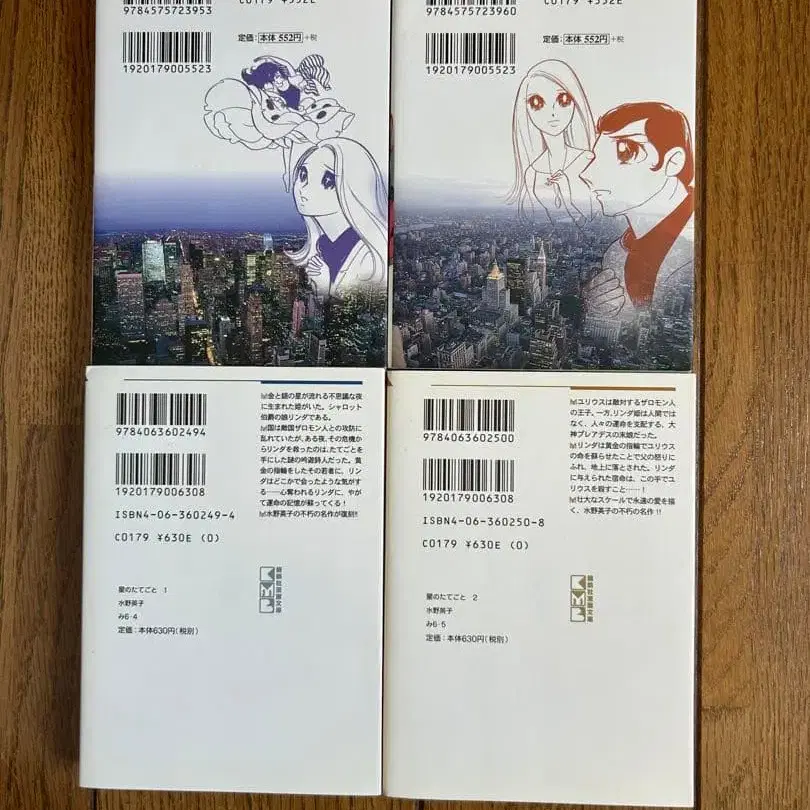 9784575723953
C0179 ¥552E
定価：本体 552円+税
1920179005523
9784575723960
C0179 ¥552E
定価：本体 552円+税
1920179005523
9784063602494
1920179006308
ISBN4-06-360249-4
C0179 ¥630E (0)
金と銀の星が流れる不思議な夜
に生まれた姫がいた。シャロット
伯爵の娘リンダである。
国は敵国ザロモン人との攻防に
乱れていたが、ある夜、その危機か
らリンダを救ったのは、たてごとを
手にした謎の吟遊詩人だった。黄
金の指輪をしたその若者に、リン
ダはどこかで会ったような気がす
る……心奪われるリンダに、やが
て運命の記憶が蘇ってくる！
水野英子の不朽の名作が復刻!!
講談社漫画文庫
KMB
星のたてごと 1
水野英子
み6・4
定価：本体630円（税別）
9784063602500
1920179006308
ISBN4-06-360250-8
C0179 ¥630E (0)
ユリウスは敵対するザロモン人
の王子、一方、リンダ姫は人間では
なく、人々の運命を支配する、大
神プレアデスの末娘だった。
リンダは黄金の指輪でユリウス
の命を蘇らせたことで父の怒りに
ふれ、地上に落とされた。リンダ
に与えられた宿命は、この手でユ
リウスを殺すこと……！
壮大なスケールで永遠の愛を描
く、水野英子の不朽の名作!!
講談社漫画文庫
KMB
星のたてごと 2
水野英子
み6・5
定価：本体630円（税別）